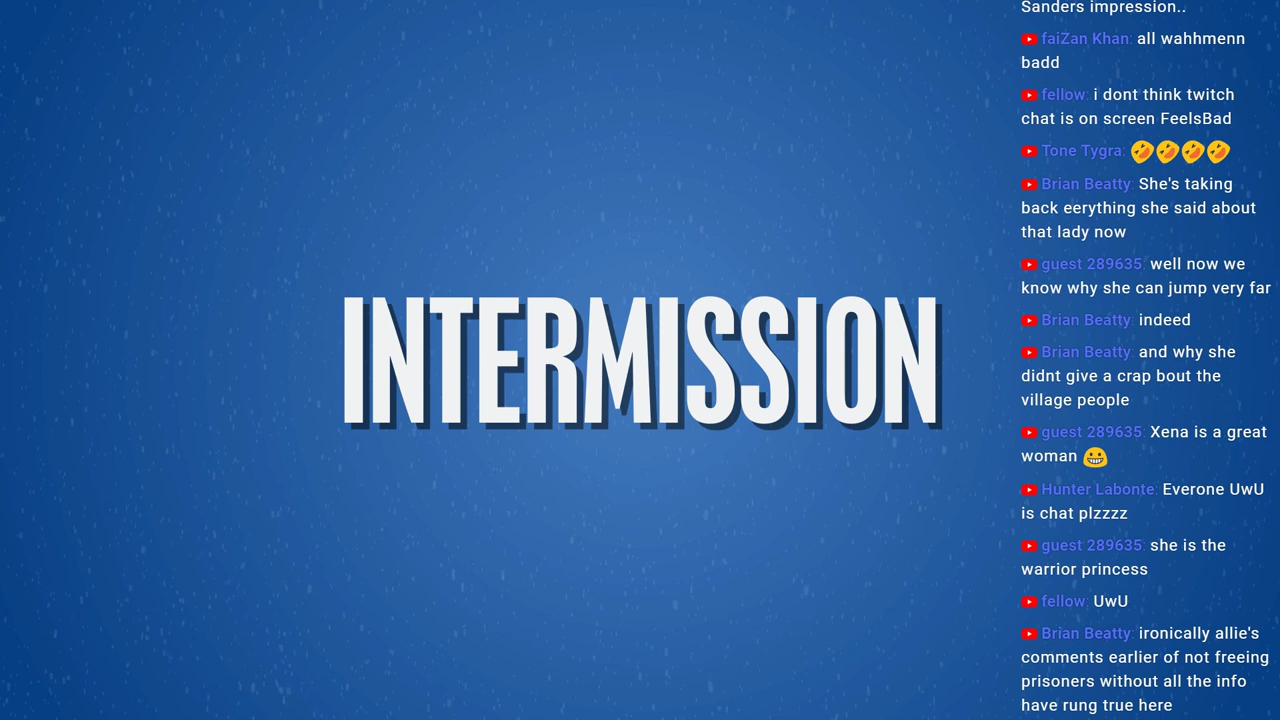 Sanders impression..
faiZan Khan: all wahhmenn
badd
fellow: i dont think twitch
chat is on screen FeelsBad
Tone Tygra: 🤣🤣🤣🤣
Brian Beatty: She's taking
back eerything she said about
that lady now
guest 289635: well now we
know why she can jump very far
Brian Beatty: indeed
Brian Beatty: and why she
didnt give a crap bout the
village people
INTERMISSION
guest 289635: Xena is a great
woman 😬
Hunter Labonte: Everone UwU
is chat plzzzz
guest 289635: she is the
warrior princess
fellow: UwU
Brian Beatty: ironically allie's
comments earlier of not freeing
prisoners without all the info
have rung true here